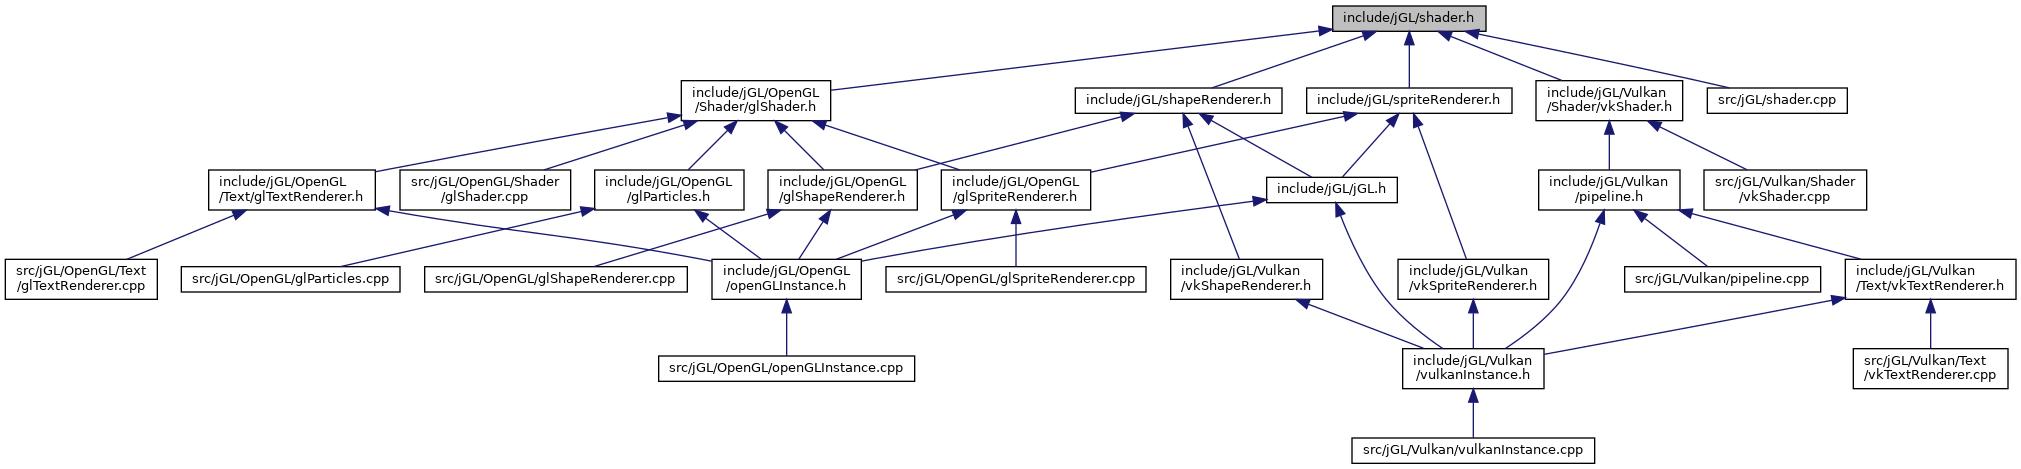 include/jGL/shader.h
include/jGL/OpenGL
/Shader/glShader.h
include/jGL/shapeRenderer.h
include/jGL/spriteRenderer.h
include/jGL/Vulkan
/Shader/vkShader.h
src/jGL/shader.cpp
include/jGL/OpenGL
/Text/glTextRenderer.h
src/jGL/OpenGL/Shader
/glShader.cpp
include/jGL/OpenGL
/glParticles.h
include/jGL/OpenGL
/glShapeRenderer.h
include/jGL/OpenGL
/glSpriteRenderer.h
include/jGL/jGL.h
include/jGL/Vulkan
/pipeline.h
src/jGL/Vulkan/Shader
/vkShader.cpp
src/jGL/OpenGL/Text
/glTextRenderer.cpp
src/jGL/OpenGL/glParticles.cpp
src/jGL/OpenGL/glShapeRenderer.cpp
include/jGL/OpenGL
/openGLInstance.h
src/jGL/OpenGL/glSpriteRenderer.cpp
include/jGL/Vulkan
/vkShapeRenderer.h
include/jGL/Vulkan
/vkSpriteRenderer.h
src/jGL/Vulkan/pipeline.cpp
include/jGL/Vulkan
/Text/vkTextRenderer.h
src/jGL/OpenGL/openGLInstance.cpp
include/jGL/Vulkan
/vulkanInstance.h
src/jGL/Vulkan/Text
/vkTextRenderer.cpp
src/jGL/Vulkan/vulkanInstance.cpp